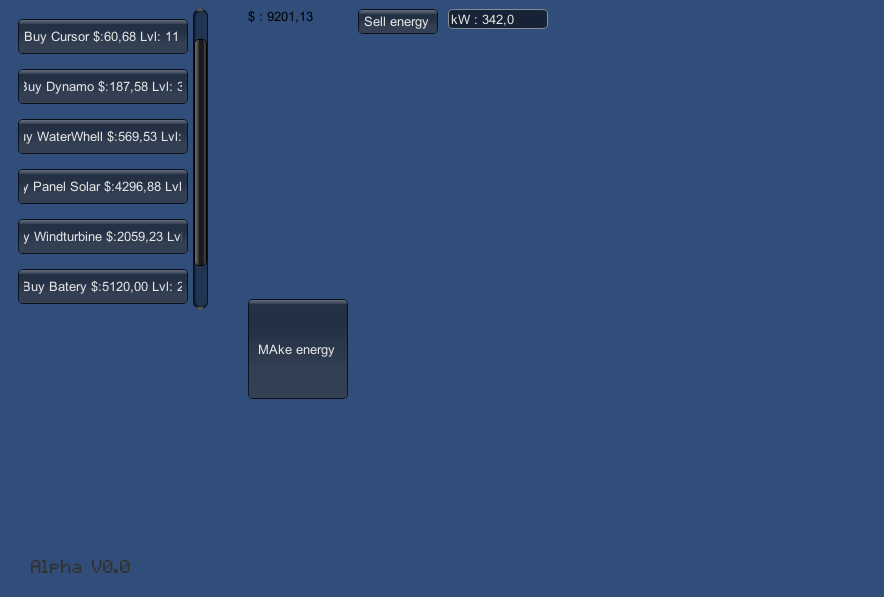 Buy Cursor $:60,68 Lvl: 11
$ : 9201,13
Sell energy
kW : 342,0
Buy Dynamo $:187,58 Lvl: 3
y WaterWhell $:569,53 Lvl:
y Panel Solar $:4296,88 Lvl
y Windturbine $:2059,23 Lv
Buy Batery $:5120,00 Lvl: 2
MAke energy
Alpha V0.0